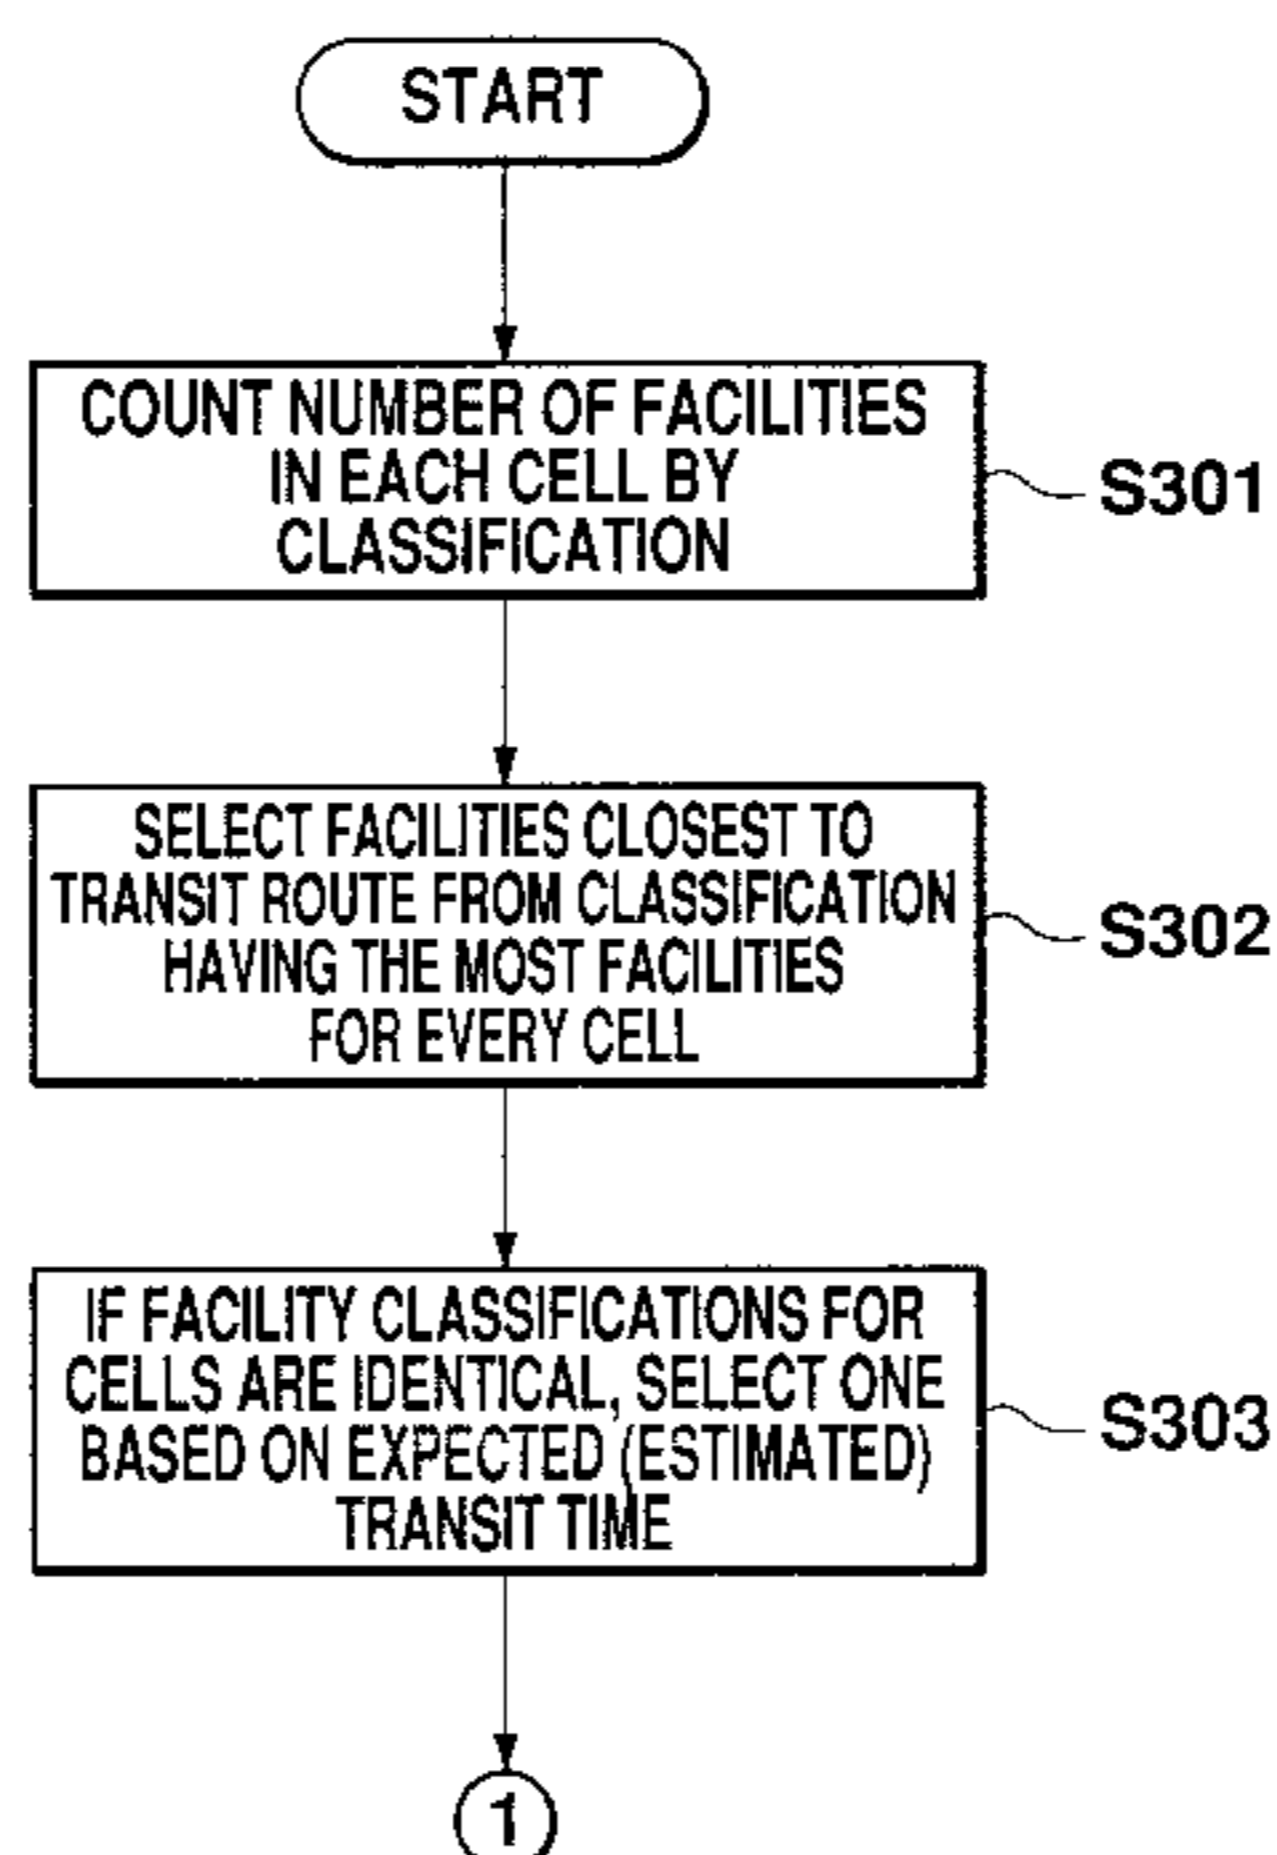 START
COUNT NUMBER OF FACILITIES
IN EACH CELL BY
CLASSIFICATION
S301
SELECT FACILITIES CLOSEST TO
TRANSIT ROUTE FROM CLASSIFICATION
HAVING THE MOST FACILITIES
FOR EVERY CELL
S302
IF FACILITY CLASSIFICATIONS FOR
CELLS ARE IDENTICAL, SELECT ONE
BASED ON EXPECTED (ESTIMATED)
TRANSIT TIME
S303
1